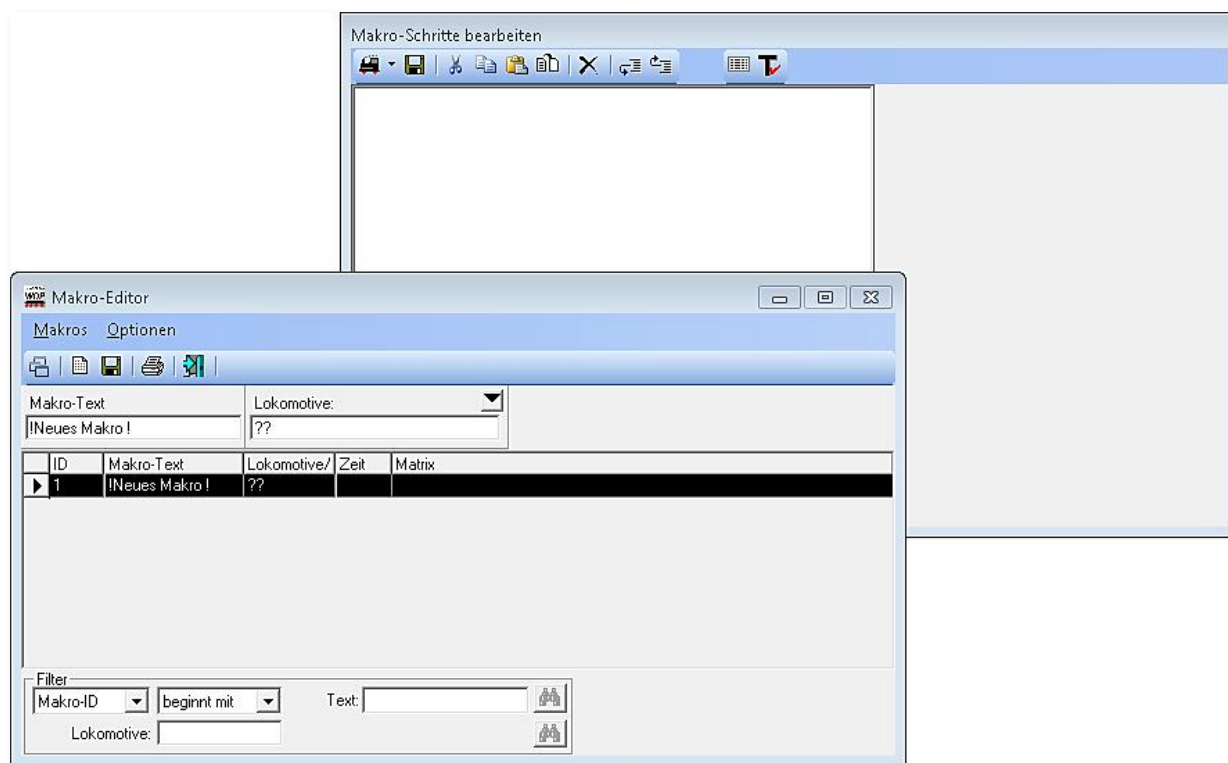 Makro-Schritte bearbeiten
WDP Makro-Editor
Makros Optionen
Makro-Text Lokomotive:
!Neues Makro ! ??
ID Makro-Text Lokomotive/ Zeit Matrix
1 !Neues Makro ! ??
Filter
Makro-ID beginnt mit Text:
Lokomotive: